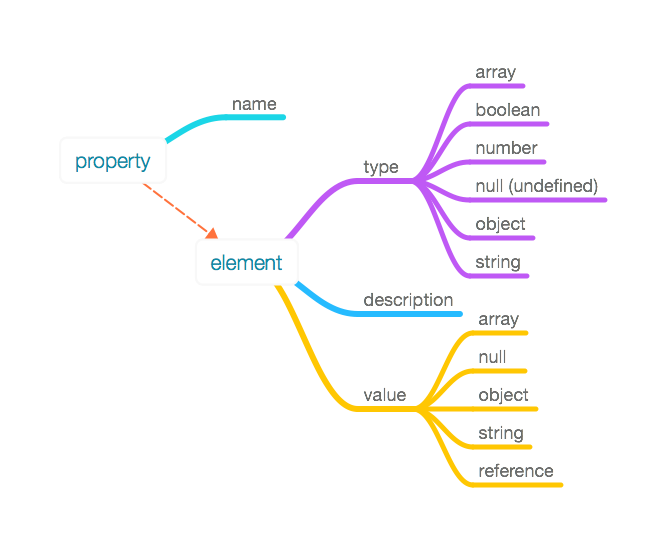 property
name
element
type
array
boolean
number
null (undefined)
object
string
description
value
array
null
object
string
reference